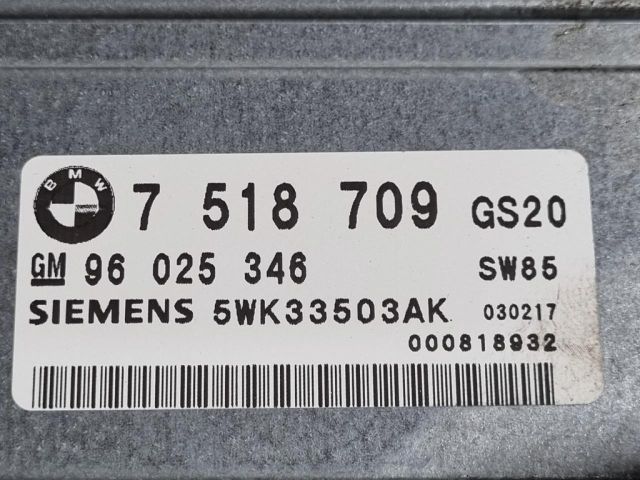 BMW 7 518 709 GS20
GM 96 025 346 SW85
SIEMENS 5WK33503AK 030217
000818932